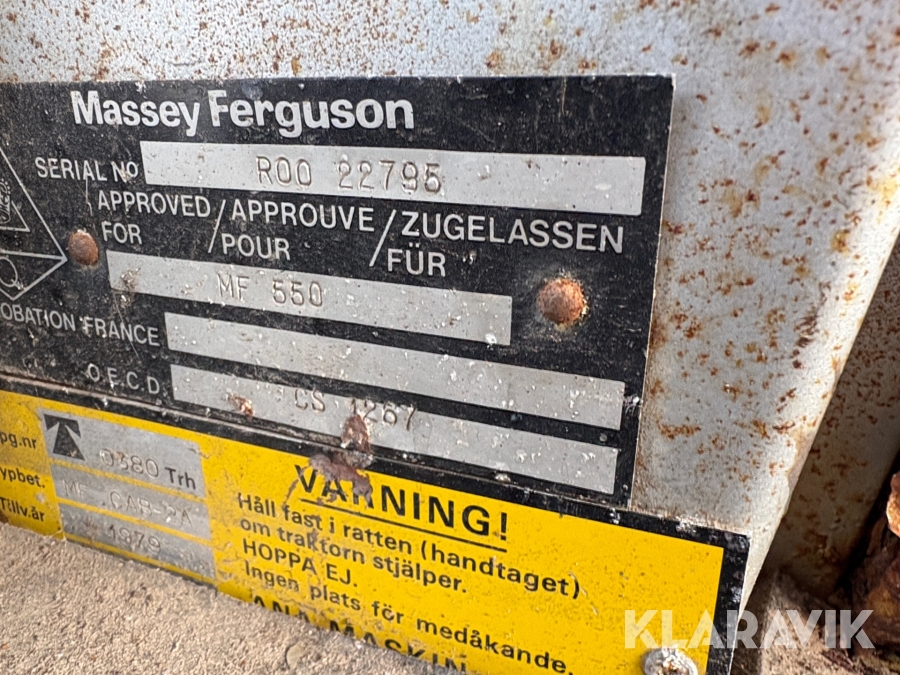 Massey Ferguson
SERIAL NO R00 22795
APPROVED / APPROUVE / ZUGELASSEN
FOR POUR FÜR
MF 550
OBATION FRANCE
O.E.C.D. CS 1267
pg.nr 0380 Trh
ypbet. MF CAB-2A
Tillv.år 1979
VARNING!
Håll fast i ratten (handtaget)
om traktorn stjälper.
HOPPA EJ.
Ingen plats för medåkande.
ANN MASKIN
KLARAVIK